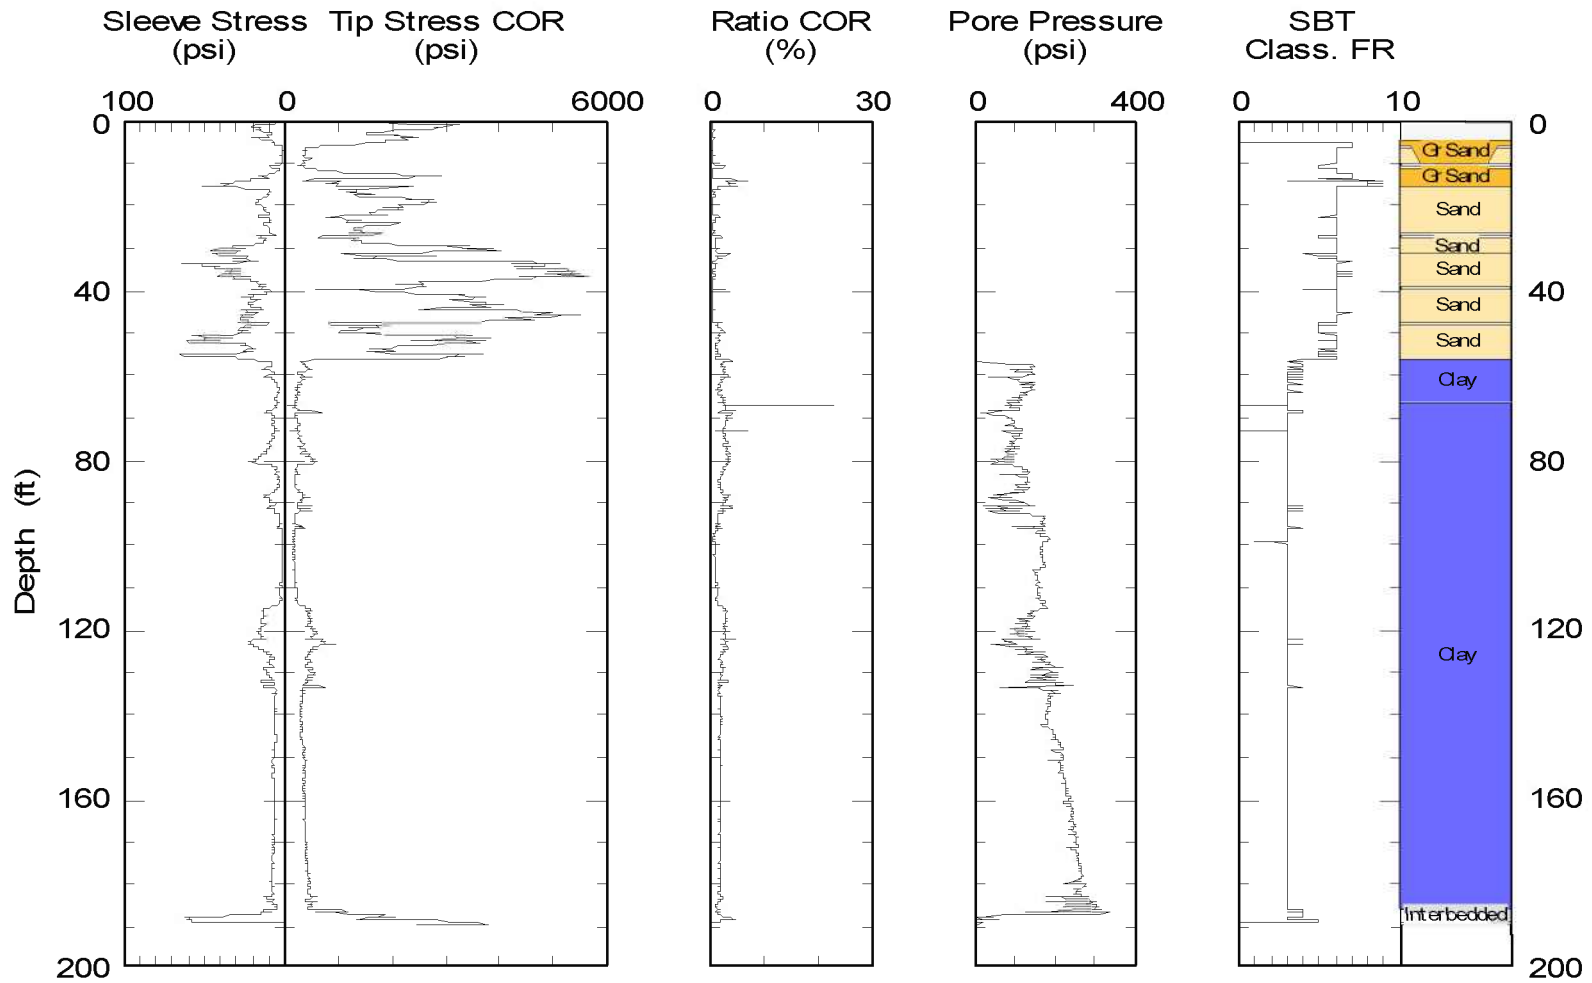 Sleeve Stress Tip Stress COR Ratio COR Pore Pressure SBT
(psi) (psi) (%) (psi) Class. FR
100 0 6000 0 30 0 400 0 10
0 0
Gr Sand
Gr Sand
Sand
Sand
Sand
40 40
Sand
Sand
Clay
80 80
Depth (ft)
120 120
Clay
160 160
Interbedded
200 200